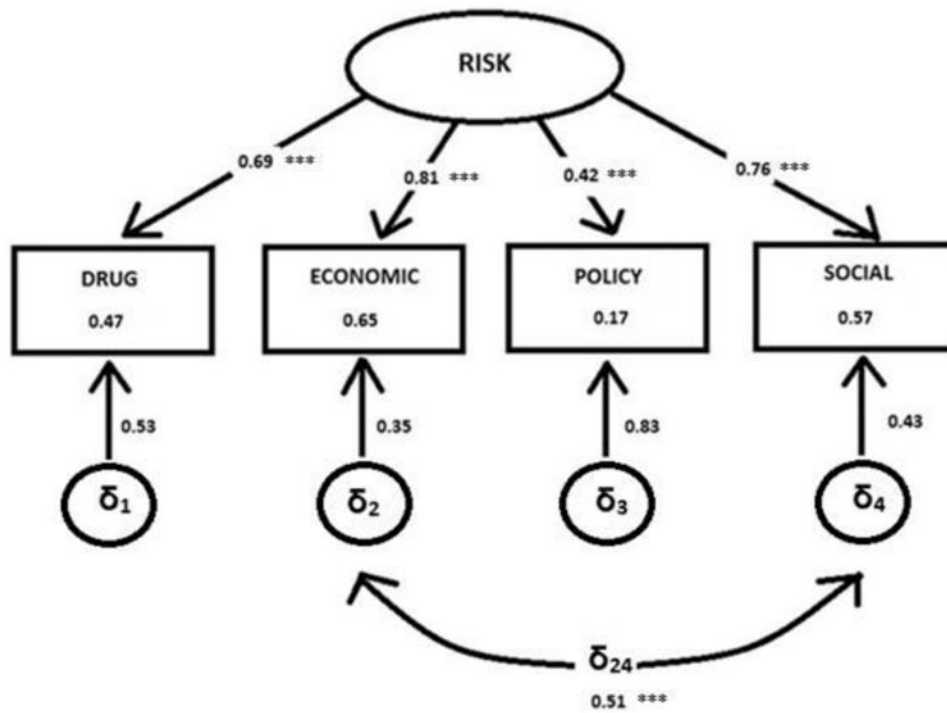 RISK
0.69 ***
0.81 ***
0.42 ***
0.76 ***
DRUG
0.47
ECONOMIC
0.65
POLICY
0.17
SOCIAL
0.57
0.53
0.35
0.83
0.43
δ1
δ2
δ3
δ4
δ24
0.51 ***